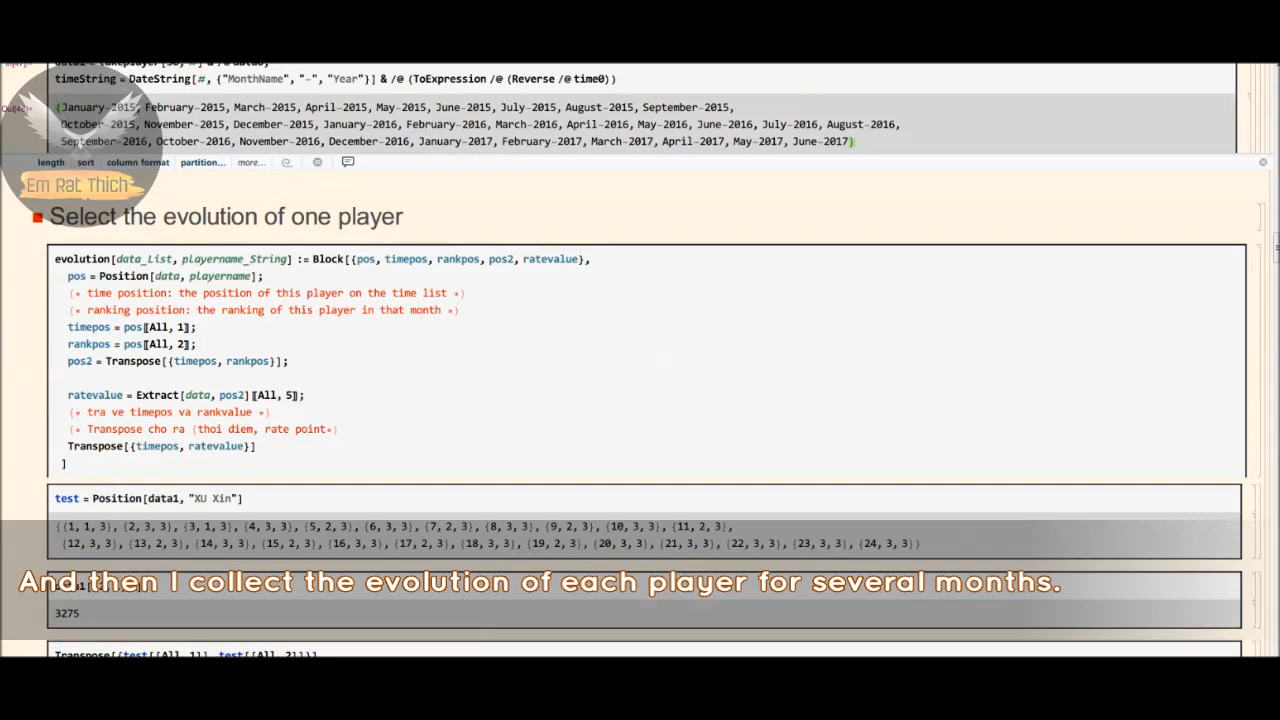 timeString = DateString[#, {"MonthName", "-", "Year"}] & /@ (ToExpression /@ (Reverse /@ time0))
{January-2015, February-2015, March-2015, April-2015, May-2015, June-2015, July-2015, August-2015, September-2015,
October-2015, November-2015, December-2015, January-2016, February-2016, March-2016, April-2016, May-2016, June-2016, July-2016, August-2016,
September-2016, October-2016, November-2016, December-2016, January-2017, February-2017, March-2017, April-2017, May-2017, June-2017}
length sort column format partition... more...
Em Rat Thich
Select the evolution of one player
evolution[data_List, playername_String] := Block[{pos, timepos, rankpos, pos2, ratevalue},
pos = Position[data, playername];
(* time position: the position of this player on the time list *)
(* ranking position: the ranking of this player in that month *)
timepos = pos[[All, 1]];
rankpos = pos[[All, 2]];
pos2 = Transpose[{timepos, rankpos}];
ratevalue = Extract[data, pos2][[All, 5]];
(* tra ve timepos va rankvalue *)
(* Transpose cho ra (thoi diem, rate point*)
Transpose[{timepos, ratevalue}]
]
test = Position[data1, "XU Xin"]
{{1, 1, 3}, {2, 3, 3}, {3, 1, 3}, {4, 3, 3}, {5, 2, 3}, {6, 3, 3}, {7, 2, 3}, {8, 3, 3}, {9, 2, 3}, {10, 3, 3}, {11, 2, 3},
{12, 3, 3}, {13, 2, 3}, {14, 3, 3}, {15, 2, 3}, {16, 3, 3}, {17, 2, 3}, {18, 3, 3}, {19, 2, 3}, {20, 3, 3}, {21, 3, 3}, {22, 3, 3}, {23, 3, 3}, {24, 3, 3}}
And then I collect the evolution of each player for several months.
3275
Transpose[{test[[All, 1]], test[[All, 2]]}]